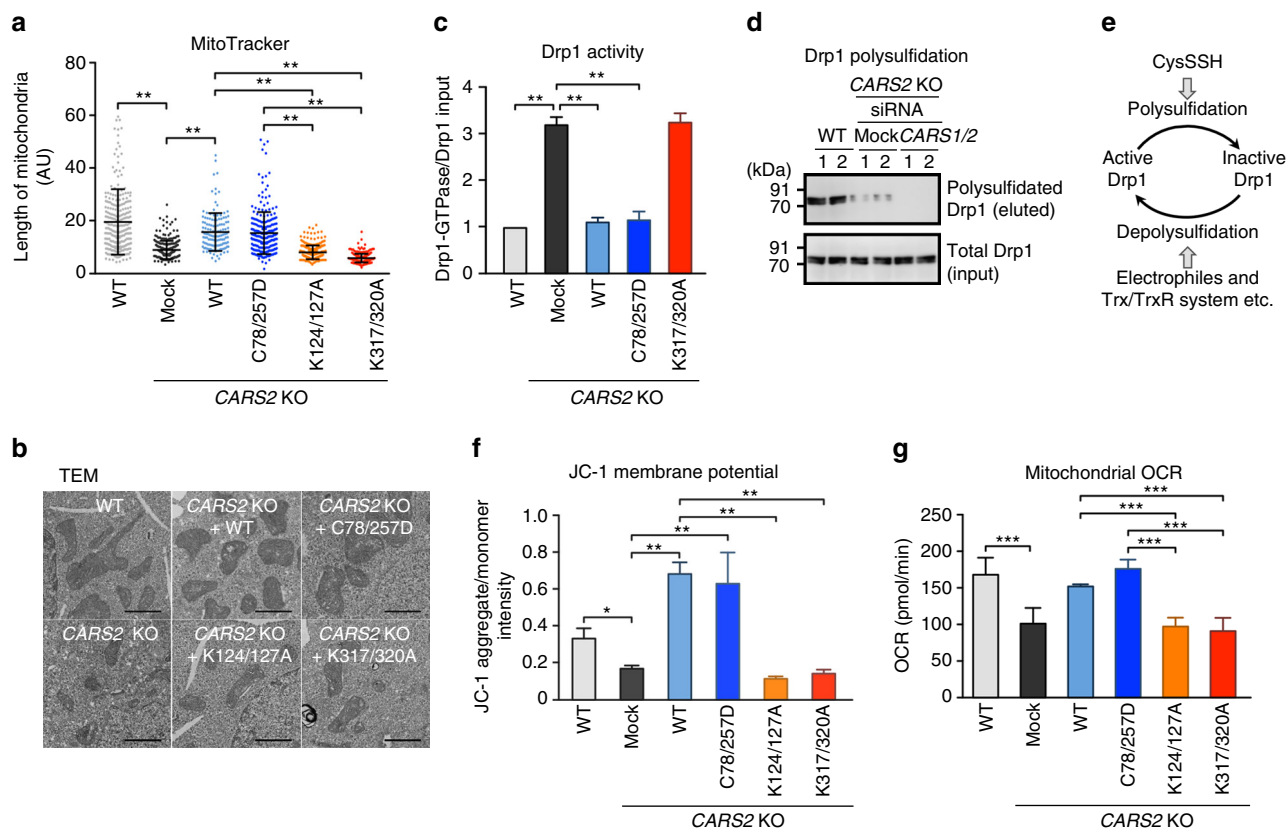 a
MitoTracker
Length of mitochondria
(AU)
80
60
40
20
0
**
**
**
**
**
**
WT
Mock
WT
C78/257D
K124/127A
K317/320A
CARS2 KO
c
Drp1 activity
Drp1-GTPase/Drp1 input
4
3
2
1
0
**
**
**
WT
Mock
WT
C78/257D
K317/320A
CARS2 KO
d
Drp1 polysulfidation
CARS2 KO
siRNA
WT Mock CARS1/2
(kDa) 1 2 1 2 1 2
91
70
Polysulfidated
Drp1 (eluted)
91
70
Total Drp1
(input)
e
CysSSH
Polysulfidation
Active
Drp1
Inactive
Drp1
Depolysulfidation
Electrophiles and
Trx/TrxR system etc.
b
TEM
WT
CARS2 KO
+ WT
CARS2 KO
+ C78/257D
CARS2 KO
CARS2 KO
+ K124/127A
CARS2 KO
+ K317/320A
f
JC-1 membrane potential
JC-1 aggregate/monomer
intensity
1.0
0.8
0.6
0.4
0.2
0
*
**
**
**
**
WT
Mock
WT
C78/257D
K124/127A
K317/320A
CARS2 KO
g
Mitochondrial OCR
OCR (pmol/min)
250
200
150
100
50
0
***
***
***
***
***
WT
Mock
WT
C78/257D
K124/127A
K317/320A
CARS2 KO